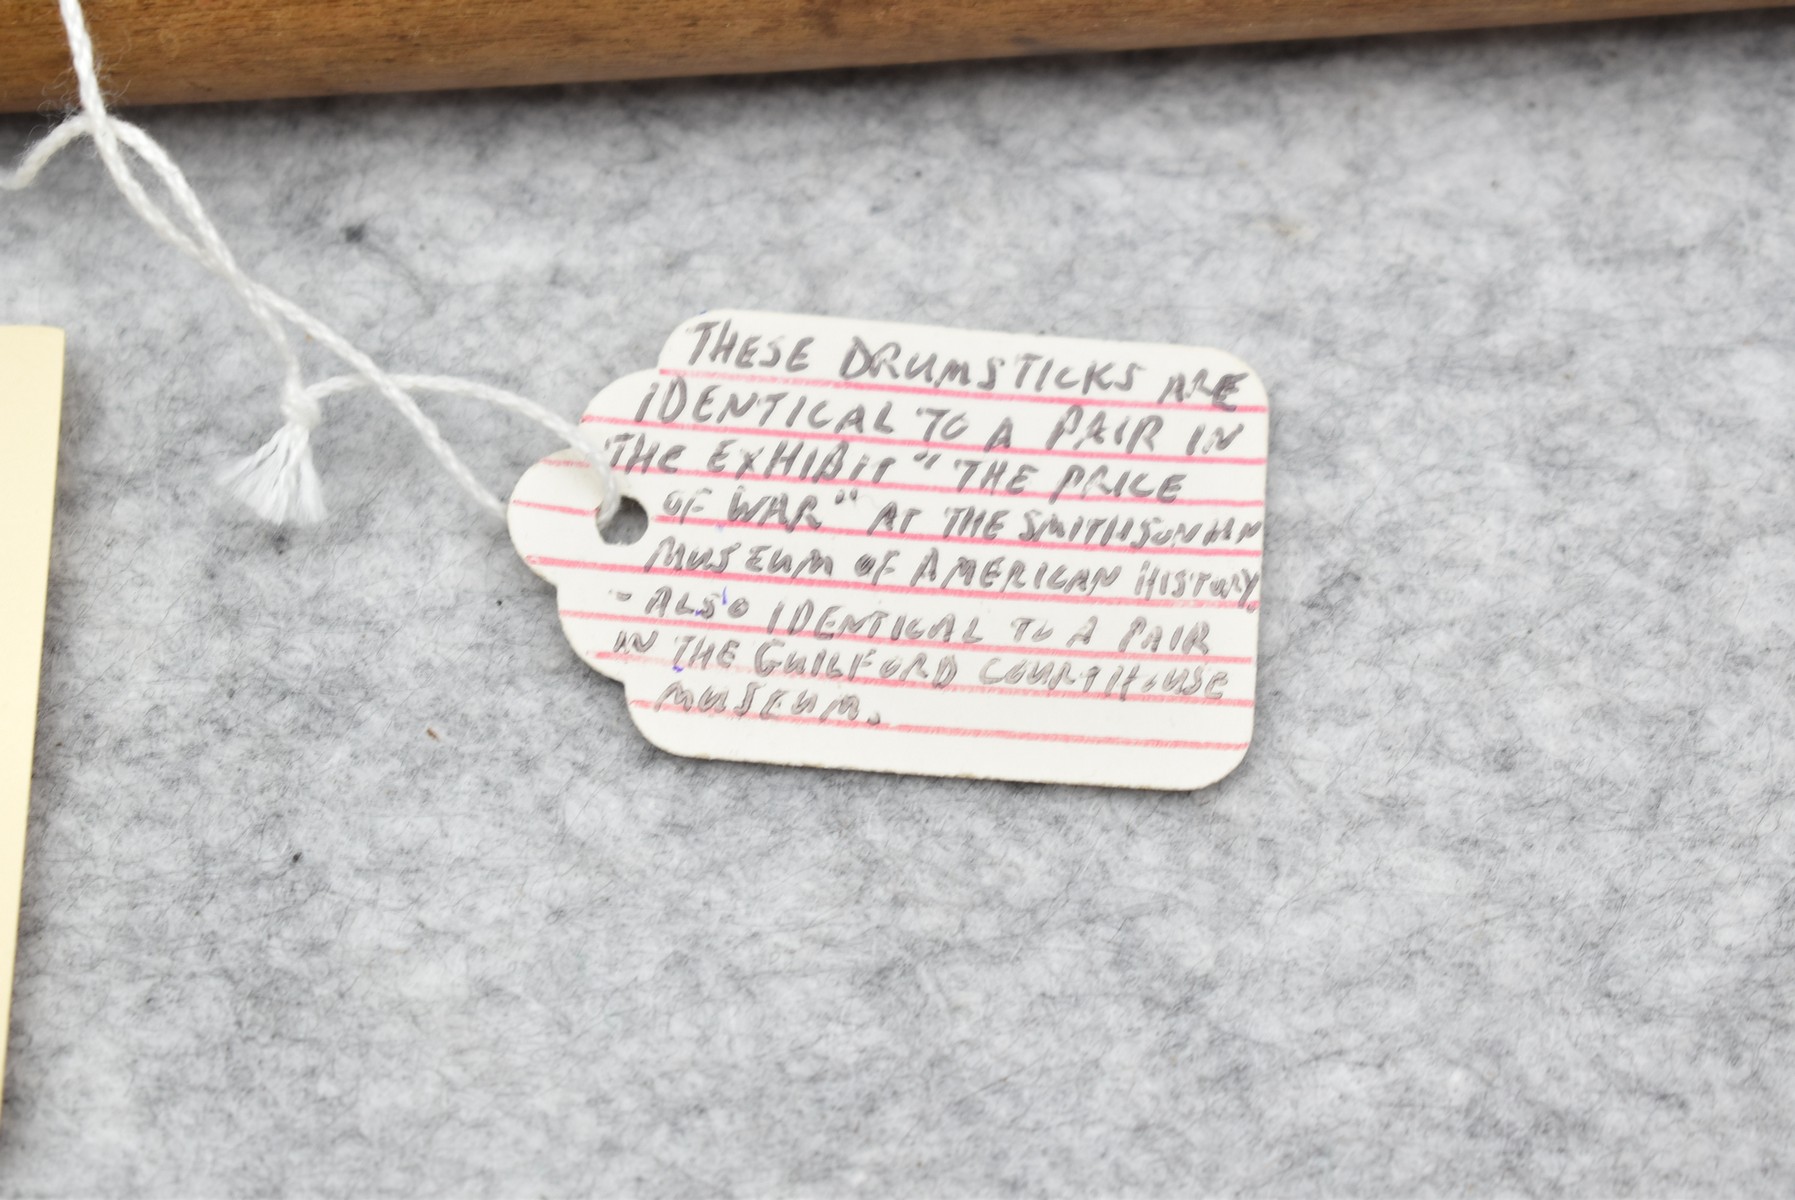 THESE DRUMSTICKS ARE
IDENTICAL TO A PAIR IN
THE EXHIBIT "THE PRICE
OF WAR" AT THE SMITHSONIAN
MUSEUM OF AMERICAN HISTORY
- ALSO IDENTICAL TO A PAIR
IN THE GUILFORD COURTHOUSE
MUSEUM.